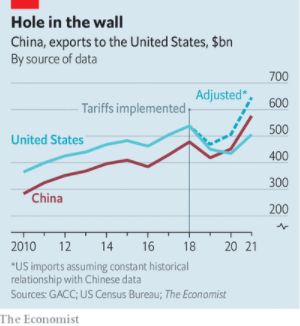 Hole in the wall
China, exports to the United States, $bn
By source of data
700
Adjusted*
Tariffs implemented
600
United States
500
400
China
300
200
2010 12 14 16 18 20 21
*US imports assuming constant historical
relationship with Chinese data
Sources: GACC; US Census Bureau; The Economist
The Economist